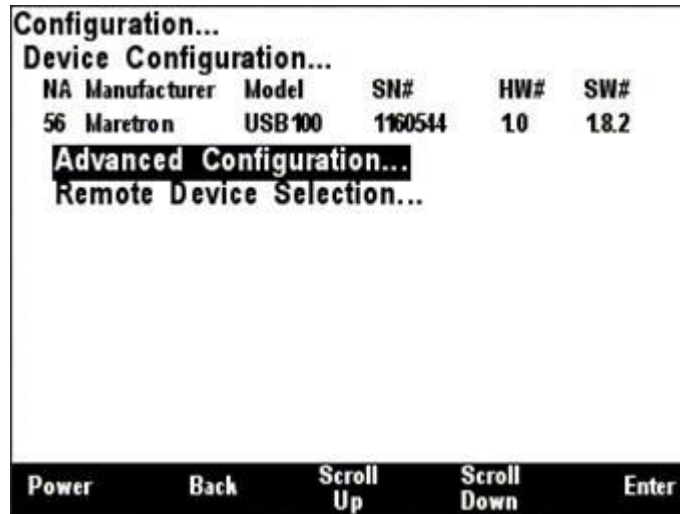 Configuration...
Device Configuration...
NA Manufacturer Model SN# HW# SW#
56 Maretron USB100 1160544 1.0 1.8.2
Advanced Configuration...
Remote Device Selection...
Power Back Scroll Up Scroll Down Enter